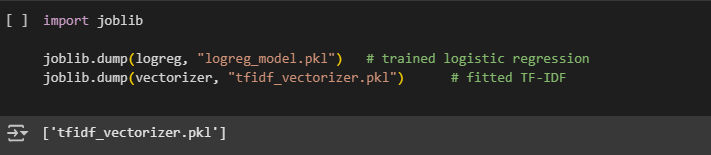 [ ] import joblib
joblib.dump(logreg, "logreg_model.pkl")   # trained logistic regression
joblib.dump(vectorizer, "tfidf_vectorizer.pkl")      # fitted TF-IDF
['tfidf_vectorizer.pkl']